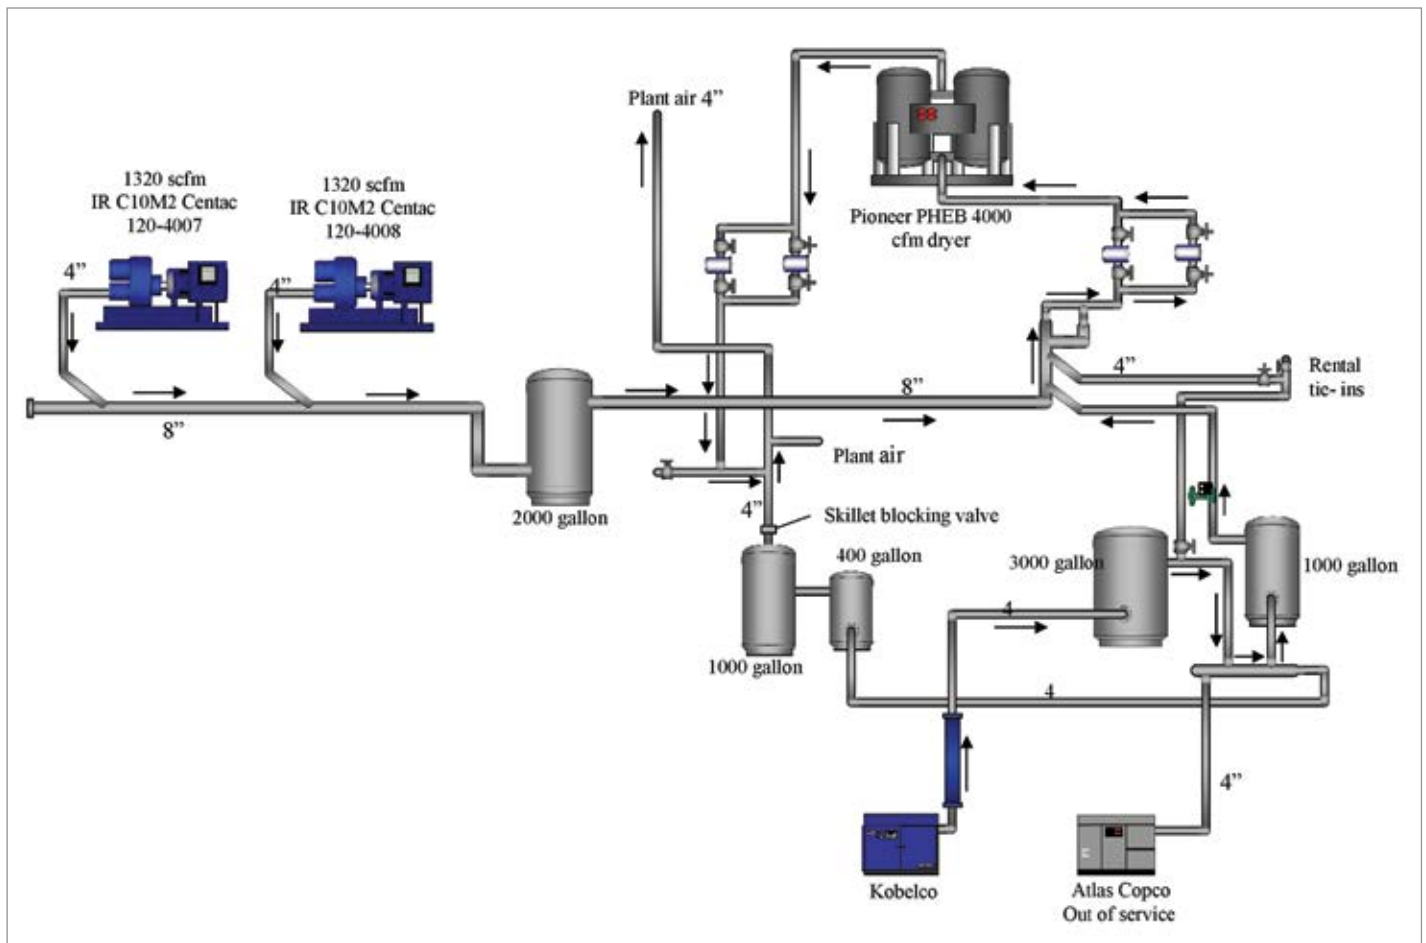 Plant air 4”
1320 scfm
IR C10M2 Centac
120-4007
1320 scfm
IR C10M2 Centac
120-4008
Pioneer PHEB 4000
cfm dryer
4”
4”
8”
8”
4”
Rental
tie- ins
Plant air
2000 gallon
4”
Skillet blocking valve
400 gallon
3000 gallon
1000 gallon
4
1000 gallon
4
4”
Kobelco
Atlas Copco
Out of service